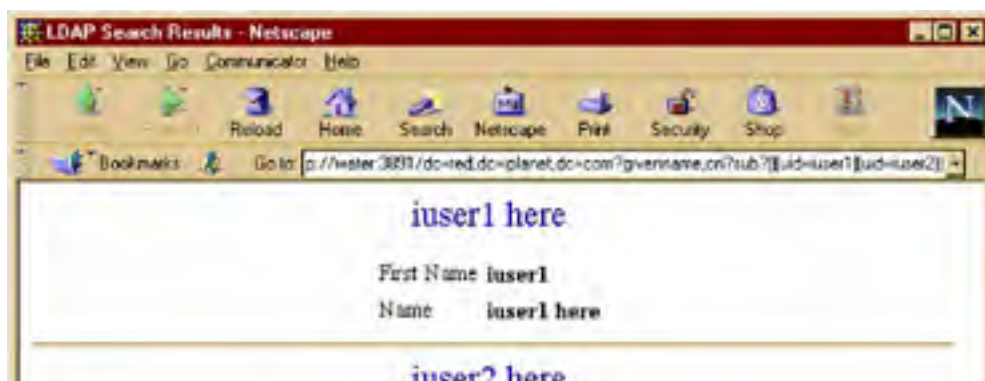 LDAP Search Results - Netscape
File Edit View Go Communicator Help
Reload Home Search Netscape Print Security Shop
N
Bookmarks Go to: p://water:3891/dc=red,dc=iplanet,dc=com?givenname,cn?sub?(|(uid=iuser1)(uid=iuser2))
iuser1 here
First Name iuser1
Name iuser1 here
iuser2 here